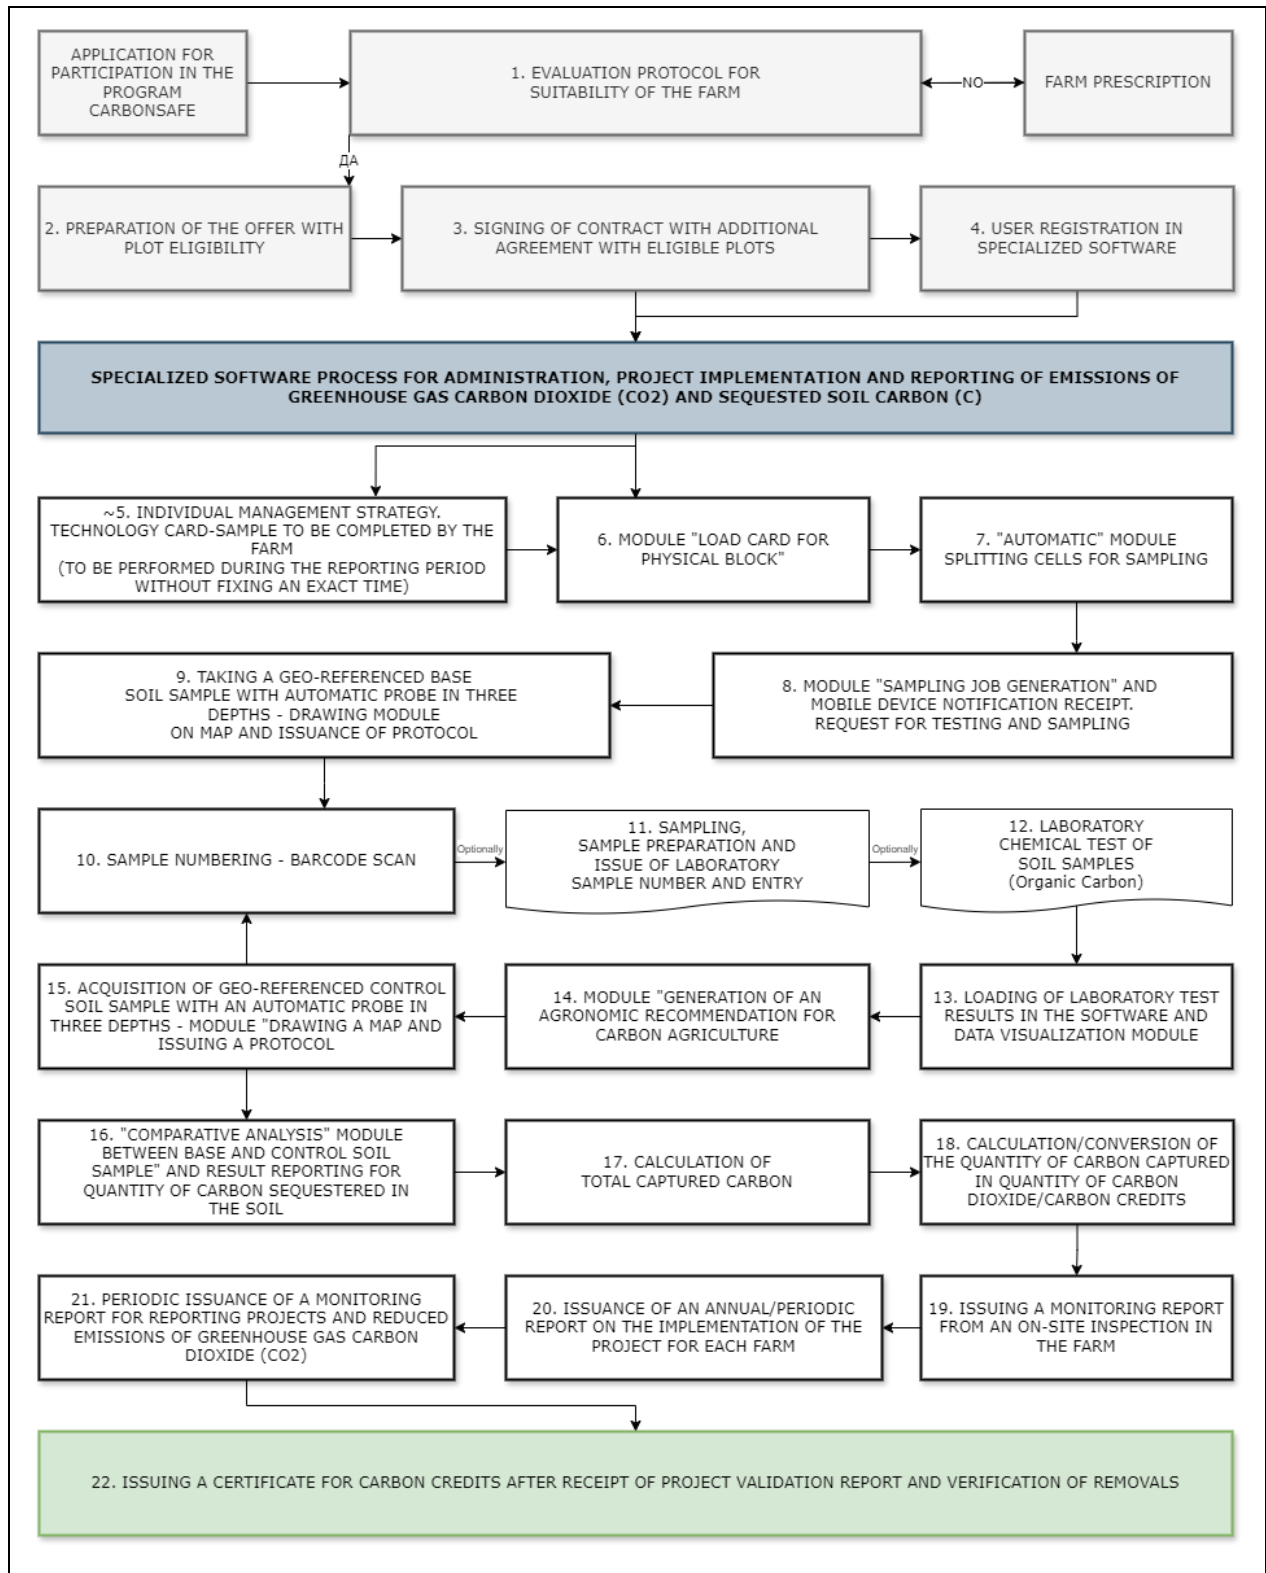 APPLICATION FOR
PARTICIPATION IN THE
PROGRAM
CARBONSAFE
1. EVALUATION PROTOCOL FOR
SUITABILITY OF THE FARM
NO
FARM PRESCRIPTION
ДА
2. PREPARATION OF THE OFFER WITH
PLOT ELIGIBILITY
3. SIGNING OF CONTRACT WITH ADDITIONAL
AGREEMENT WITH ELIGIBLE PLOTS
4. USER REGISTRATION IN
SPECIALIZED SOFTWARE
SPECIALIZED SOFTWARE PROCESS FOR ADMINISTRATION, PROJECT IMPLEMENTATION AND REPORTING OF EMISSIONS OF
GREENHOUSE GAS CARBON DIOXIDE (CO2) AND SEQUESTED SOIL CARBON (C)
~5. INDIVIDUAL MANAGEMENT STRATEGY.
TECHNOLOGY CARD-SAMPLE TO BE COMPLETED BY THE
FARM
(TO BE PERFORMED DURING THE REPORTING PERIOD
WITHOUT FIXING AN EXACT TIME)
6. MODULE "LOAD CARD FOR
PHYSICAL BLOCK"
7. "AUTOMATIC" MODULE
SPLITTING CELLS FOR SAMPLING
9. TAKING A GEO-REFERENCED BASE
SOIL SAMPLE WITH AUTOMATIC PROBE IN THREE
DEPTHS - DRAWING MODULE
ON MAP AND ISSUANCE OF PROTOCOL
8. MODULE "SAMPLING JOB GENERATION" AND
MOBILE DEVICE NOTIFICATION RECEIPT.
REQUEST FOR TESTING AND SAMPLING
10. SAMPLE NUMBERING - BARCODE SCAN
Optionally
11. SAMPLING,
SAMPLE PREPARATION AND
ISSUE OF LABORATORY
SAMPLE NUMBER AND ENTRY
Optionally
12. LABORATORY
CHEMICAL TEST OF
SOIL SAMPLES
(Organic Carbon)
15. ACQUISITION OF GEO-REFERENCED CONTROL
SOIL SAMPLE WITH AN AUTOMATIC PROBE IN
THREE DEPTHS - MODULE "DRAWING A MAP AND
ISSUING A PROTOCOL
14. MODULE "GENERATION OF AN
AGRONOMIC RECOMMENDATION FOR
CARBON AGRICULTURE
13. LOADING OF LABORATORY TEST
RESULTS IN THE SOFTWARE AND
DATA VISUALIZATION MODULE
16. "COMPARATIVE ANALYSIS" MODULE
BETWEEN BASE AND CONTROL SOIL
SAMPLE" AND RESULT REPORTING FOR
QUANTITY OF CARBON SEQUESTERED IN
THE SOIL
17. CALCULATION OF
TOTAL CAPTURED CARBON
18. CALCULATION/CONVERSION OF
THE QUANTITY OF CARBON CAPTURED
IN QUANTITY OF CARBON
DIOXIDE/CARBON CREDITS
21. PERIODIC ISSUANCE OF A MONITORING
REPORT FOR REPORTING PROJECTS AND REDUCED
EMISSIONS OF GREENHOUSE GAS CARBON
DIOXIDE (CO2)
20. ISSUANCE OF AN ANNUAL/PERIODIC
REPORT ON THE IMPLEMENTATION OF THE
PROJECT FOR EACH FARM
19. ISSUING A MONITORING REPORT
FROM AN ON-SITE INSPECTION IN
THE FARM
22. ISSUING A CERTIFICATE FOR CARBON CREDITS AFTER RECEIPT OF PROJECT VALIDATION REPORT AND VERIFICATION OF REMOVALS